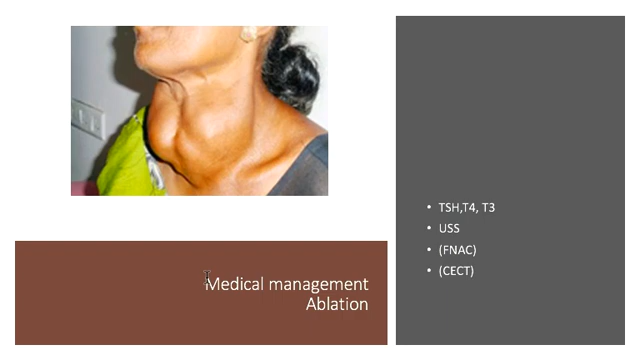 Medical management
Ablation
• TSH,T4, T3
• USS
• (FNAC)
• (CECT)